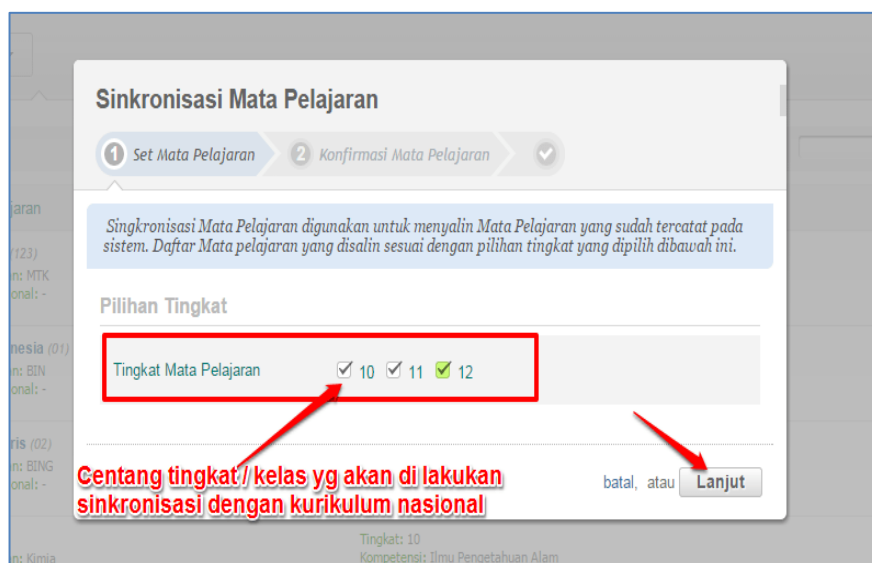 Sinkronisasi Mata Pelajaran
1 Set Mata Pelajaran 2 Konfirmasi Mata Pelajaran
jaran
Singkronisasi Mata Pelajaran digunakan untuk menyalin Mata Pelajaran yang sudah tercatat pada
sistem. Daftar Mata pelajaran yang disalin sesuai dengan pilihan tingkat yang dipilih dibawah ini.
(123)
n: MTK
onal: -
Pilihan Tingkat
nesia (01)
n: BIN
onal: -
Tingkat Mata Pelajaran 10 11 12
ris (02)
n: BING
onal: -
Centang tingkat / kelas yg akan di lakukan
sinkronisasi dengan kurikulum nasional
batal, atau Lanjut
Tingkat: 10
n: Kimia
Kompetensi: Ilmu Pengetahuan Alam